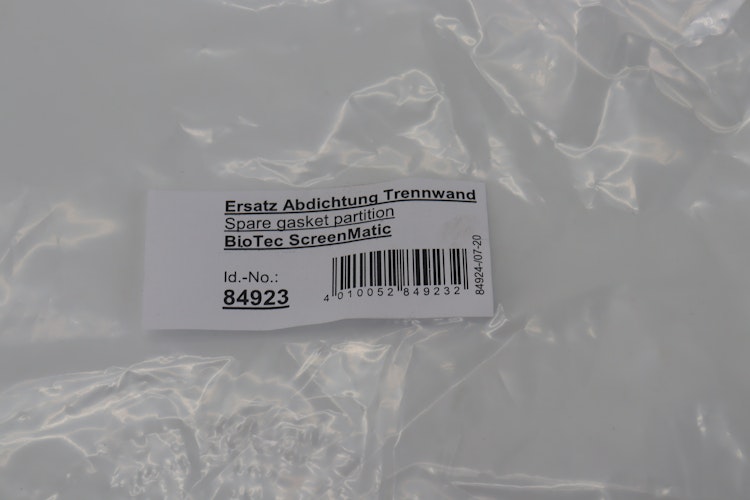 Ersatz Abdichtung Trennwand
Spare gasket partition
BioTec ScreenMatic
Id.-No.:
84923
4 010052 849232
84924-/07-20